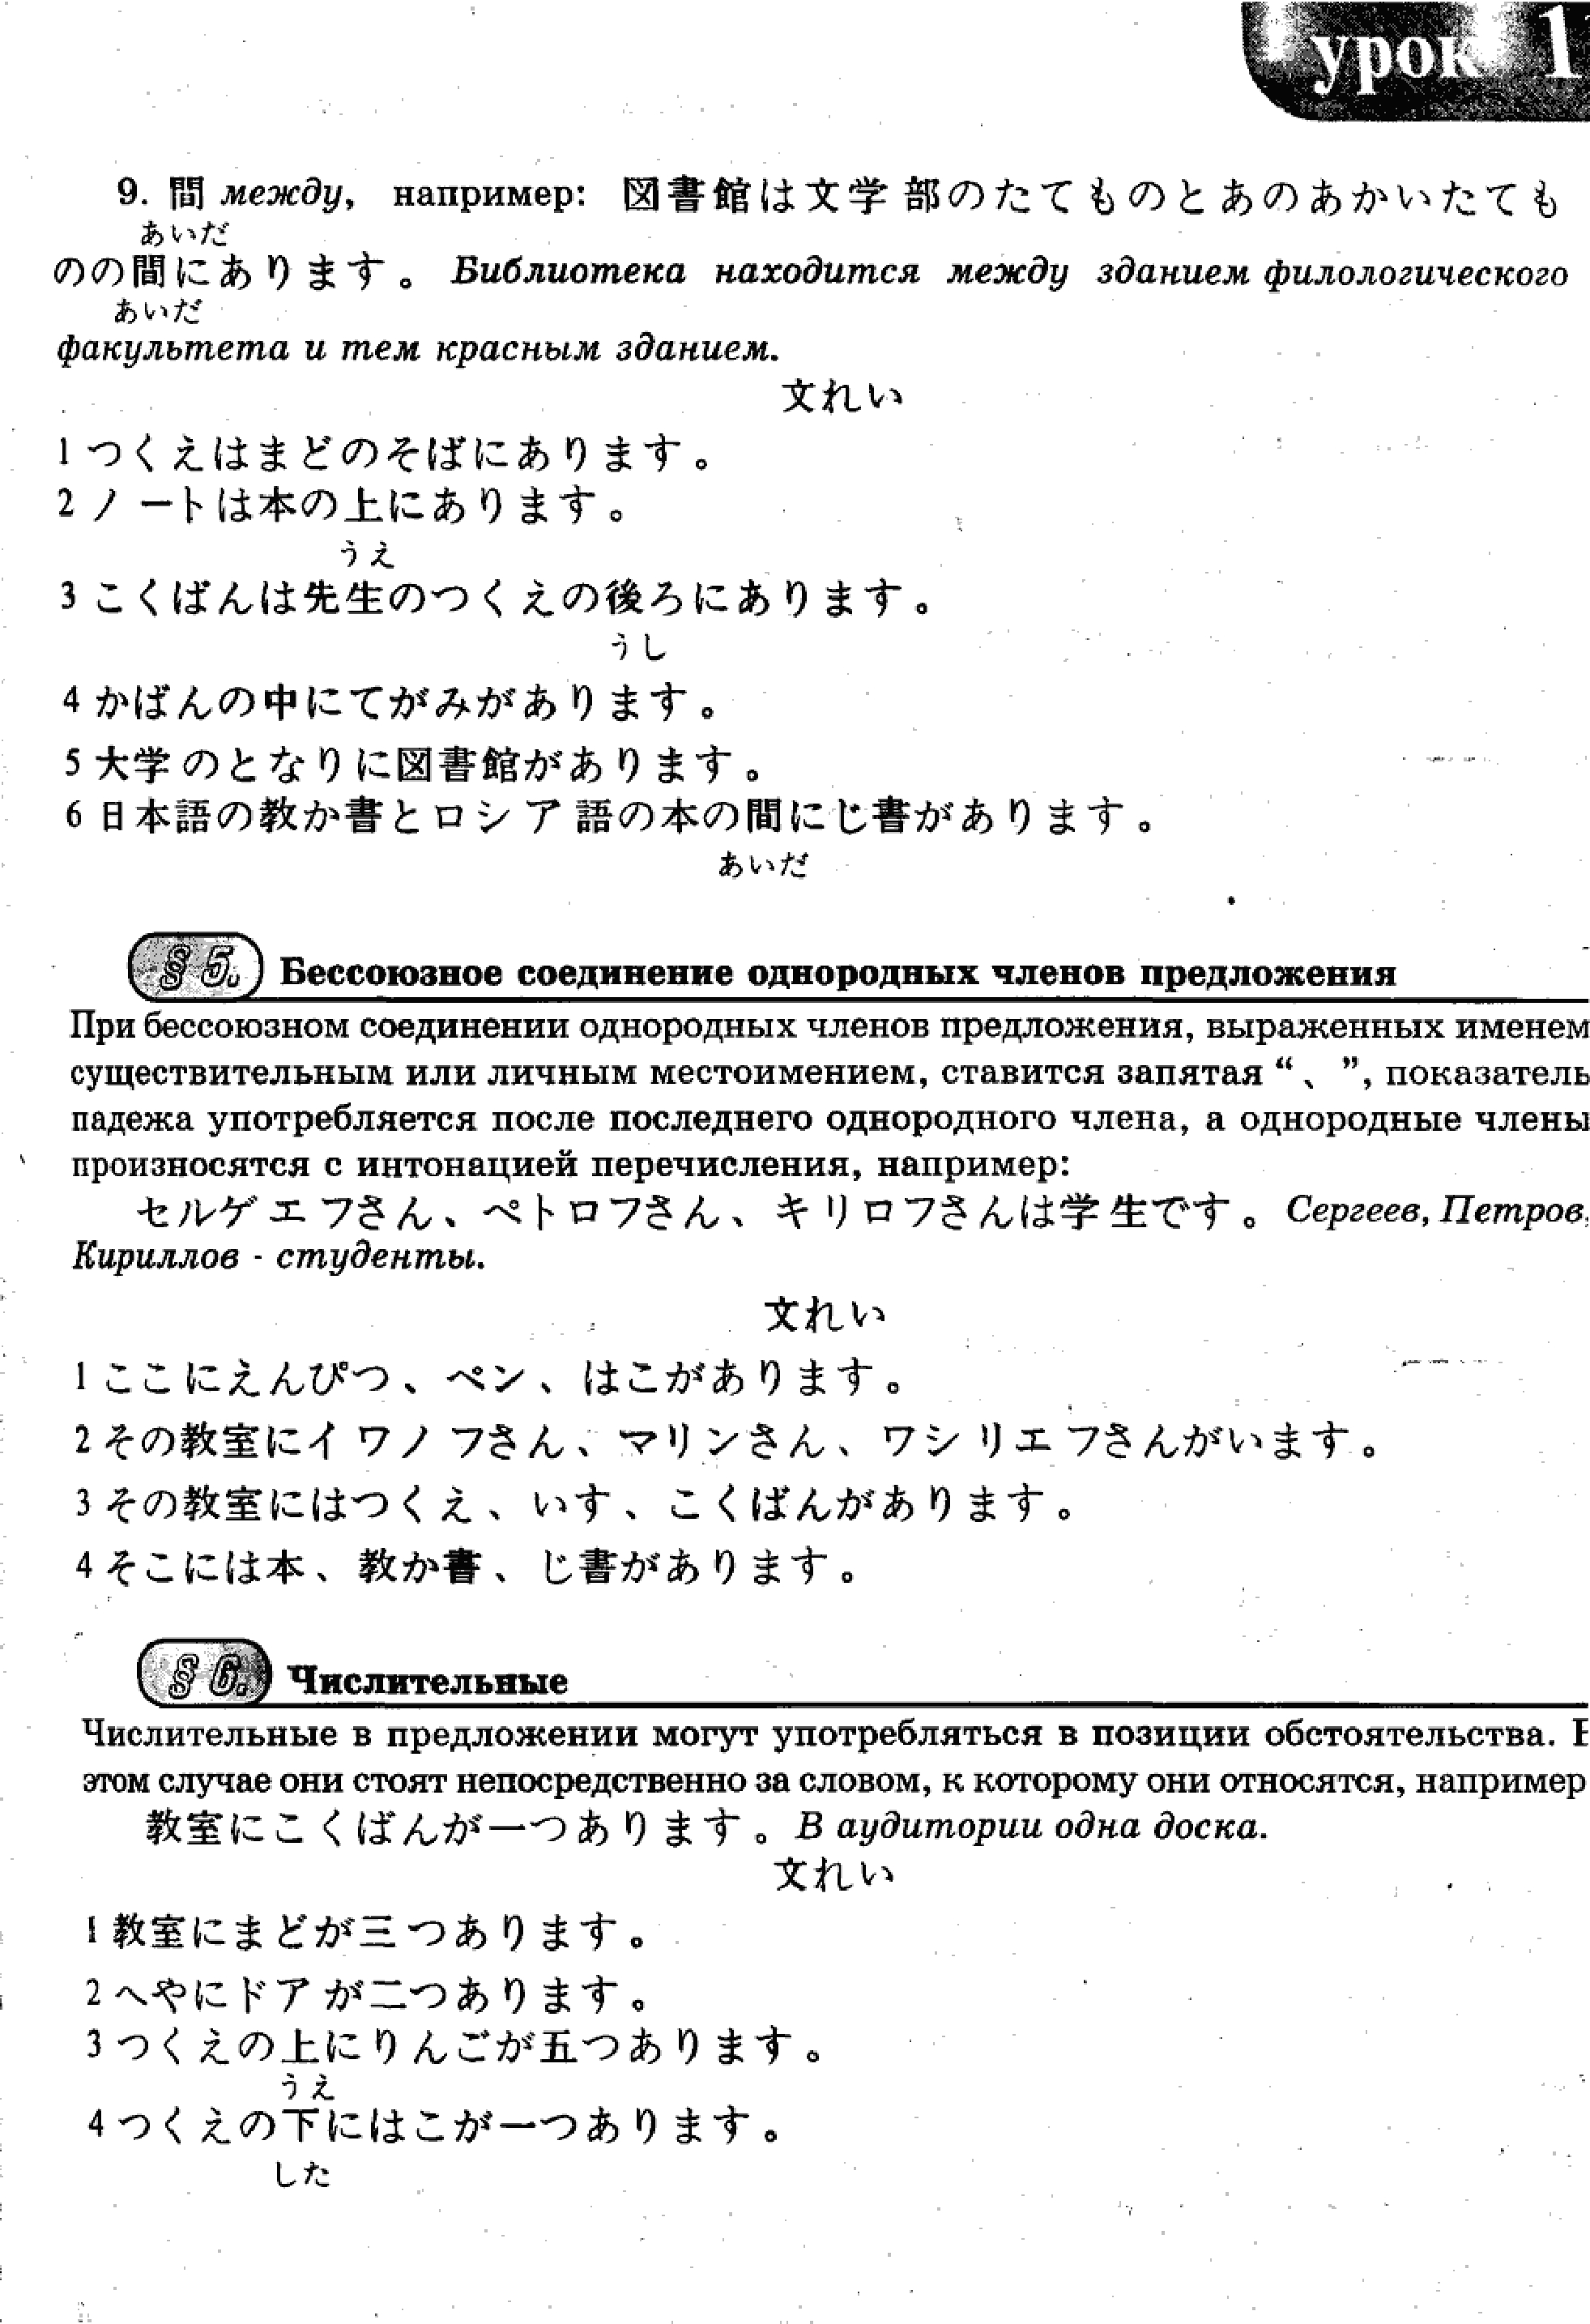 урок 1
9. 間 между, например: 図書館は文学部のたてものとあのあかいたても
あいだ
のの間にあります。 Библиотека находится между зданием филологического
あいだ
факультета и тем красным зданием.
文れい
1 つくえはまどのそばにあります。
2 ノートは本の上にあります。
うえ
3 こくばんは先生のつくえの後ろにあります。
うし
4 かばんの中にてがみがあります。
5 大学のとなりに図書館があります。
6 日本語の教か書とロシア語の本の間にじ書があります。
あいだ
§ 5. Бессоюзное соединение однородных членов предложения
При бессоюзном соединении однородных членов предложения, выраженных именем
существительным или личным местоимением, ставится запятая “、”, показатель
падежа употребляется после последнего однородного члена, а однородные члены
произносятся с интонацией перечисления, например:
セルゲエフさん、ペトロフさん、キリロフさんは学生です。 Сергеев, Петров,
Кириллов - студенты.
文れい
1 ここにえんぴつ、ペン、はこがあります。
2 その教室にイワノフさん、マリンさん、ワシリエフさんがいます。
3 その教室にはつくえ、いす、こくばんがあります。
4 そこには本、教か書、じ書があります。
§ 6. Числительные
Числительные в предложении могут употребляться в позиции обстоятельства.
этом случае они стоят непосредственно за словом, к которому они относятся, например
教室にこくばんが一つあります。 В аудитории одна доска.
文れい
1 教室にまどが三つあります。
2 へやにドアが二つあります。
3 つくえの上にりんごが五つあります。
うえ
4 つくえの下にはこが一つあります。
した